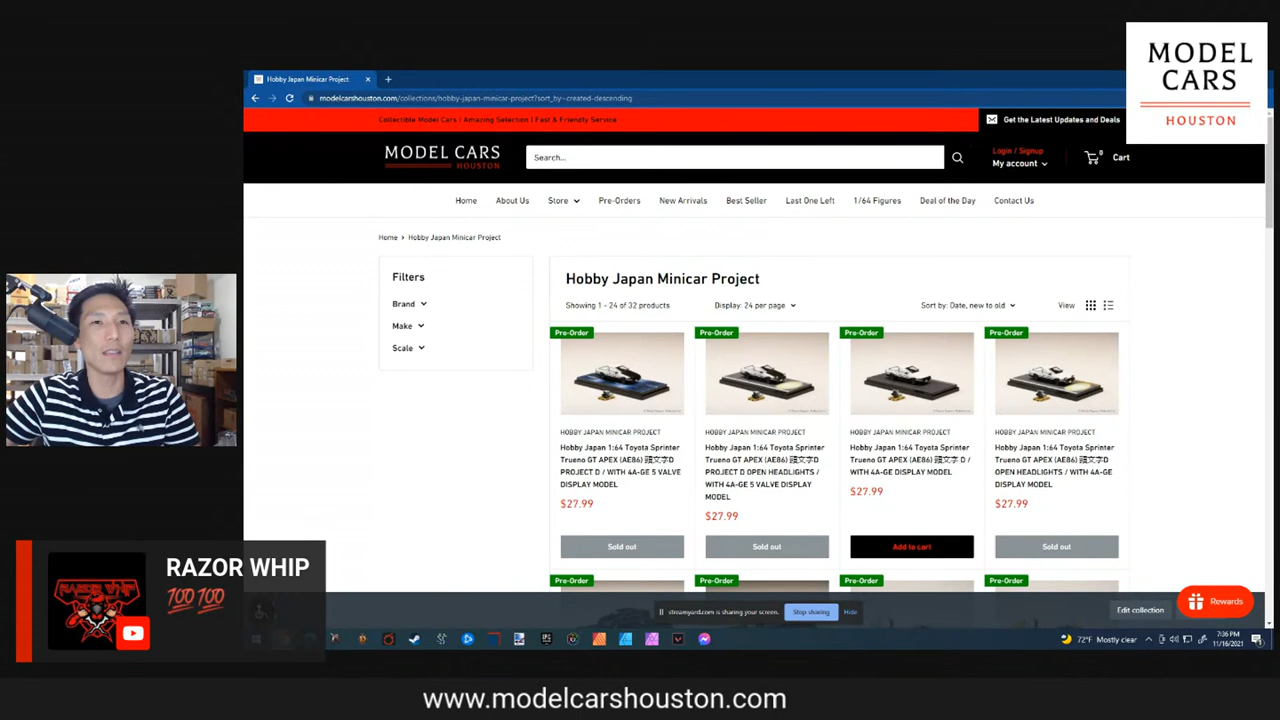 MODEL
CARS
HOUSTON
Hobby Japan Minicar Project
modelcarshouston.com/collections/hobby-japan-minicar-project?sort_by=created-descending
Collectible Model Cars | Amazing Selection | Fast & Friendly Service
Get the Latest Updates and Deals
MODEL CARS
HOUSTON
Search...
Login / Signup
My account
0
Cart
Home
About Us
Store
Pre-Orders
New Arrivals
Best Seller
Last One Left
1/64 Figures
Deal of the Day
Contact Us
Home > Hobby Japan Minicar Project
Filters
Brand
Make
Scale
Hobby Japan Minicar Project
Showing 1 - 24 of 32 products
Display: 24 per page
Sort by: Date, new to old
View
Pre-Order
HOBBY JAPAN MINICAR PROJECT
Hobby Japan 1:64 Toyota Sprinter
Trueno GT APEX (AE86) 頭文字D
PROJECT D / WITH 4A-GE 5 VALVE
DISPLAY MODEL
$27.99
Sold out
Pre-Order
HOBBY JAPAN MINICAR PROJECT
Hobby Japan 1:64 Toyota Sprinter
Trueno GT APEX (AE86) 頭文字D
PROJECT D OPEN HEADLIGHTS /
WITH 4A-GE 5 VALVE DISPLAY
MODEL
$27.99
Sold out
Pre-Order
HOBBY JAPAN MINICAR PROJECT
Hobby Japan 1:64 Toyota Sprinter
Trueno GT APEX (AE86) 頭文字D /
WITH 4A-GE DISPLAY MODEL
$27.99
Add to cart
Pre-Order
HOBBY JAPAN MINICAR PROJECT
Hobby Japan 1:64 Toyota Sprinter
Trueno GT APEX (AE86) 頭文字D
OPEN HEADLIGHTS / WITH 4A-GE
DISPLAY MODEL
$27.99
Sold out
Pre-Order
Pre-Order
Pre-Order
Pre-Order
RAZOR WHIP
RAZOR WHIP
💯💯
streamyard.com is sharing your screen.
Stop sharing
Hide
Edit collection
Rewards
72°F Mostly clear
7:36 PM
11/16/2021
www.modelcarshouston.com